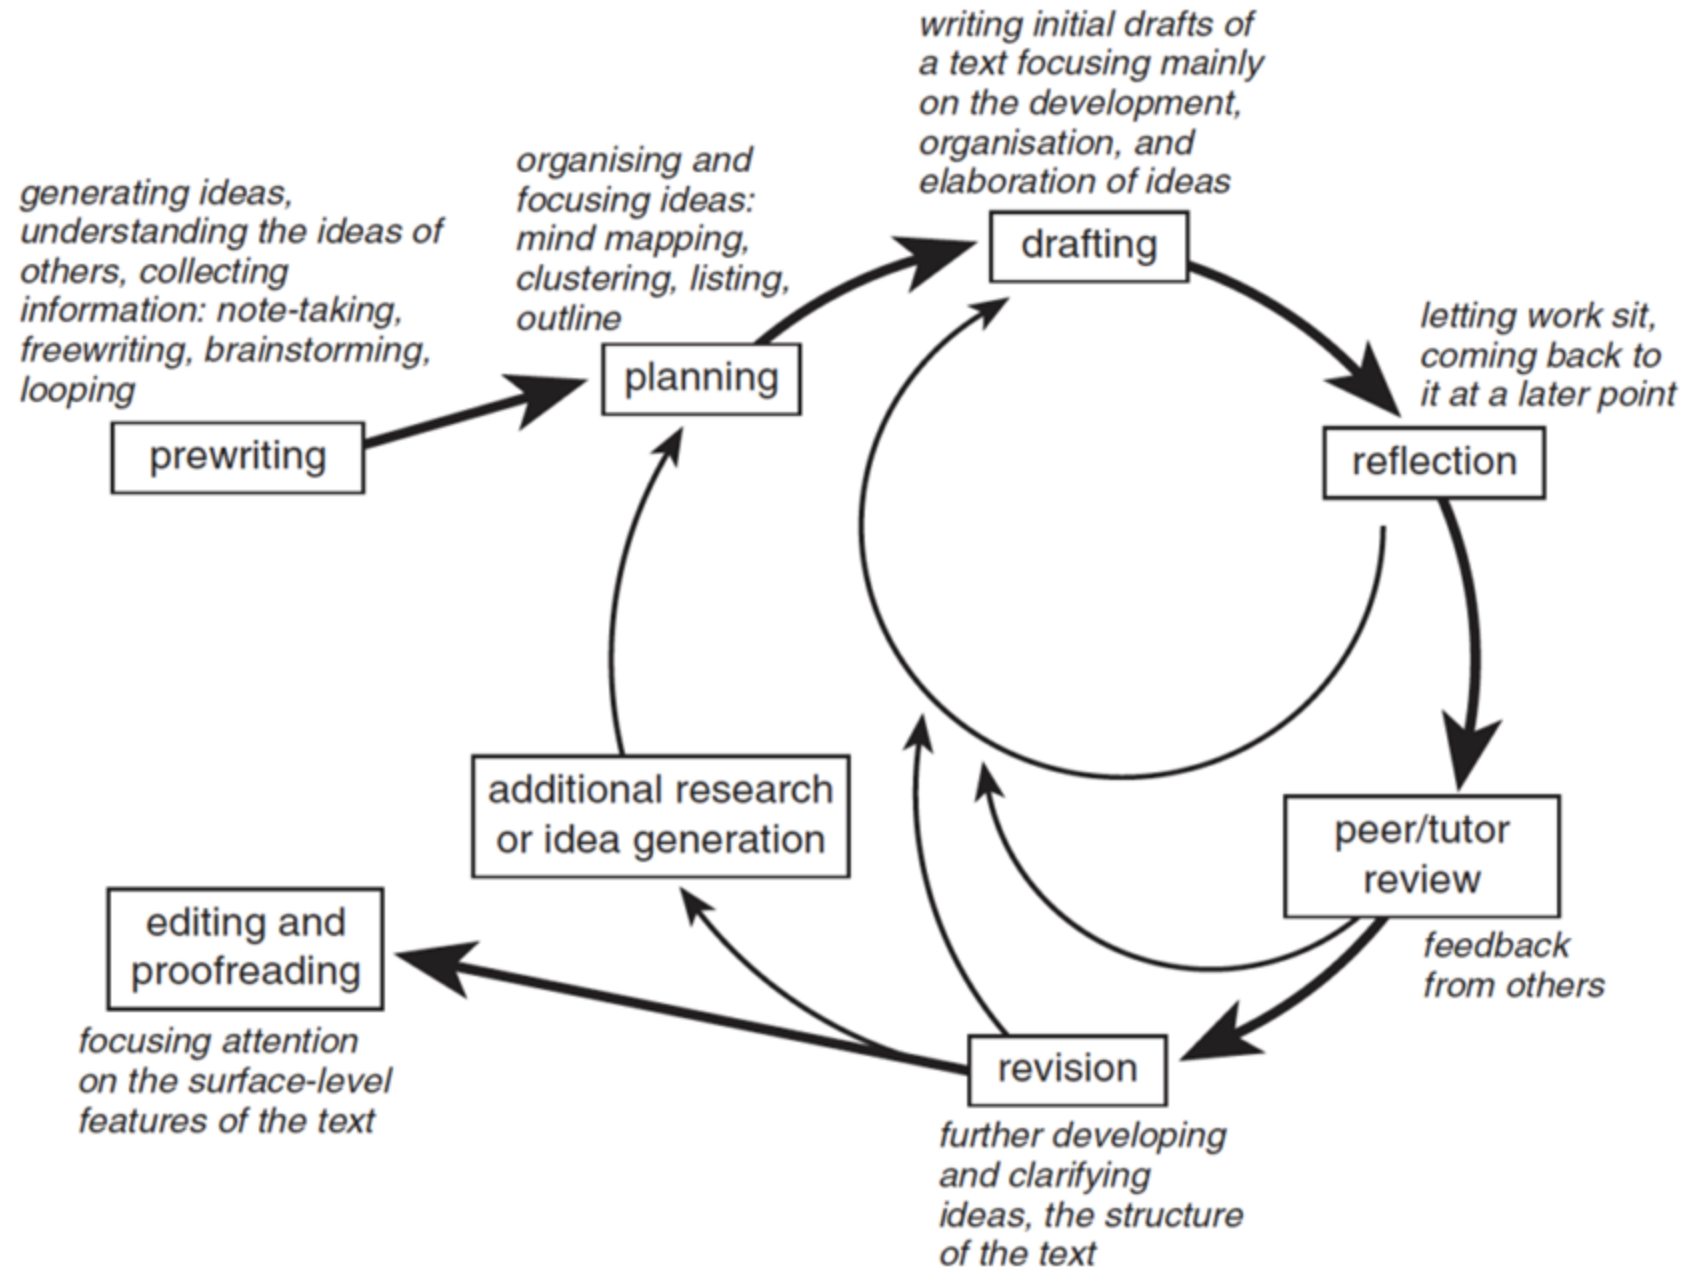 generating ideas,
understanding the ideas of
others, collecting
information: note-taking,
freewriting, brainstorming,
looping
prewriting
organising and
focusing ideas:
mind mapping,
clustering, listing,
outline
planning
writing initial drafts of
a text focusing mainly
on the development,
organisation, and
elaboration of ideas
drafting
letting work sit,
coming back to
it at a later point
reflection
peer/tutor
review
feedback
from others
revision
further developing
and clarifying
ideas, the structure
of the text
additional research
or idea generation
editing and
proofreading
focusing attention
on the surface-level
features of the text